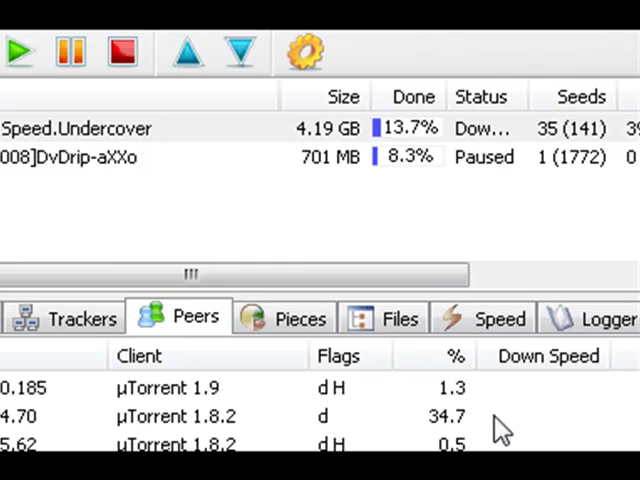 Size Done Status Seeds
Speed.Undercover 4.19 GB 13.7% Dow... 35 (141) 39
008]DvDrip-aXXo 701 MB 8.3% Paused 1 (1772) 0
Trackers Peers Pieces Files Speed Logger
Client Flags % Down Speed
0.185 µTorrent 1.9 d H 1.3
4.70 µTorrent 1.8.2 d 34.7
5.62 µTorrent 1.8.2 d H 0.5